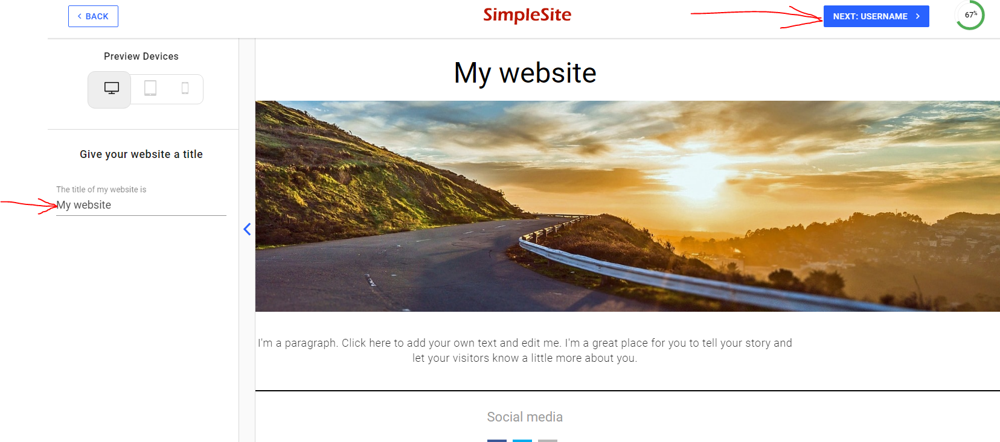 BACK
SimpleSite
NEXT: USERNAME
67%
Preview Devices
Give your website a title
The title of my website is
My website
My website
I'm a paragraph. Click here to add your own text and edit me. I'm a great place for you to tell your story and
let your visitors know a little more about you.
Social media